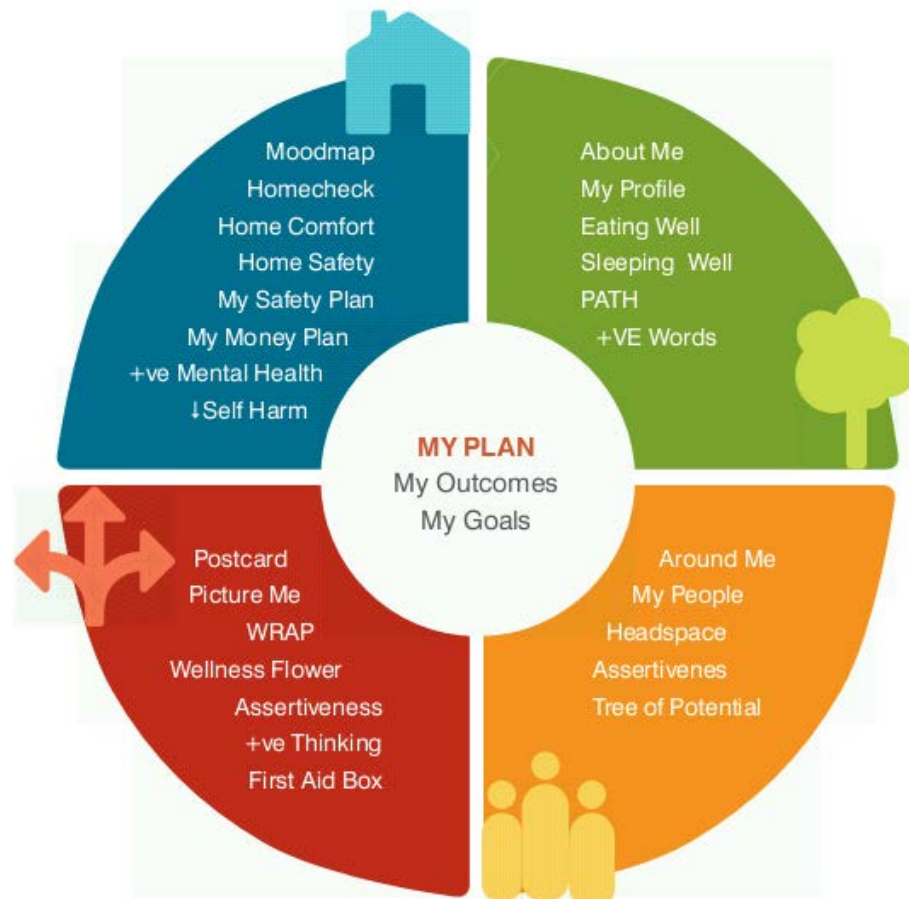 Moodmap
Homecheck
Home Comfort
Home Safety
My Safety Plan
My Money Plan
+ve Mental Health
↓Self Harm
About Me
My Profile
Eating Well
Sleeping Well
PATH
+VE Words
MY PLAN
My Outcomes
My Goals
Postcard
Picture Me
WRAP
Wellness Flower
Assertiveness
+ve Thinking
First Aid Box
Around Me
My People
Headspace
Assertivenes
Tree of Potential